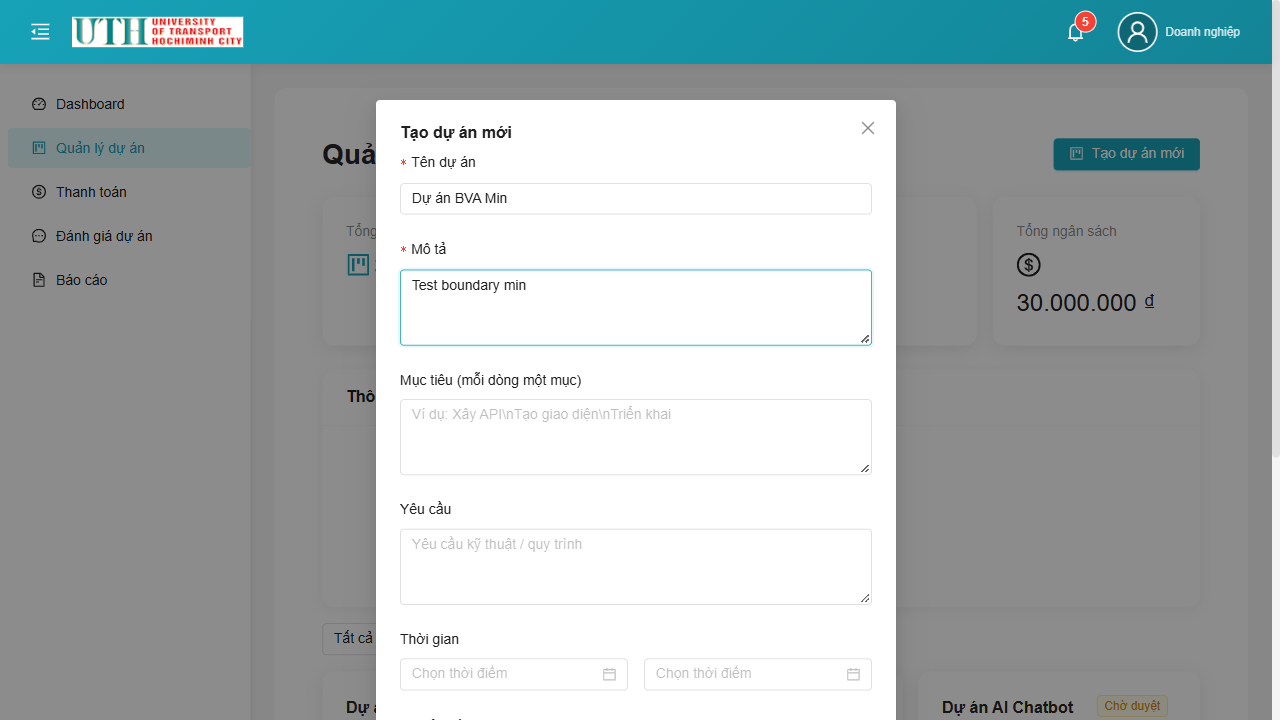 UTH UNIVERSITY
OF TRANSPORT
HOCHIMINH CITY
5
Doanh nghiệp
Dashboard
Quản lý dự án
Thanh toán
Đánh giá dự án
Báo cáo
Tạo dự án mới
Tổng ngân sách
30.000.000 ₫
Tất cả
Dự án AI Chatbot
Chờ duyệt
Tạo dự án mới
* Tên dự án
Dự án BVA Min
* Mô tả
Test boundary min
Mục tiêu (mỗi dòng một mục)
Ví dụ: Xây API\nTạo giao diện\nTriển khai
Yêu cầu
Yêu cầu kỹ thuật / quy trình
Thời gian
Chọn thời điểm
Chọn thời điểm